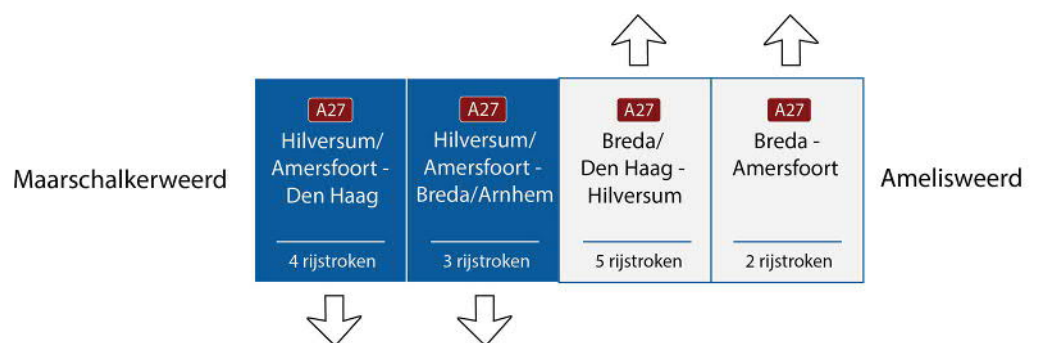 Maarschalkerweerd
A27
Hilversum/
Amersfoort -
Den Haag
4 rijstroken
A27
Hilversum/
Amersfoort -
Breda/Arnhem
3 rijstroken
A27
Breda/
Den Haag -
Hilversum
5 rijstroken
A27
Breda -
Amersfoort
2 rijstroken
Amelisweerd